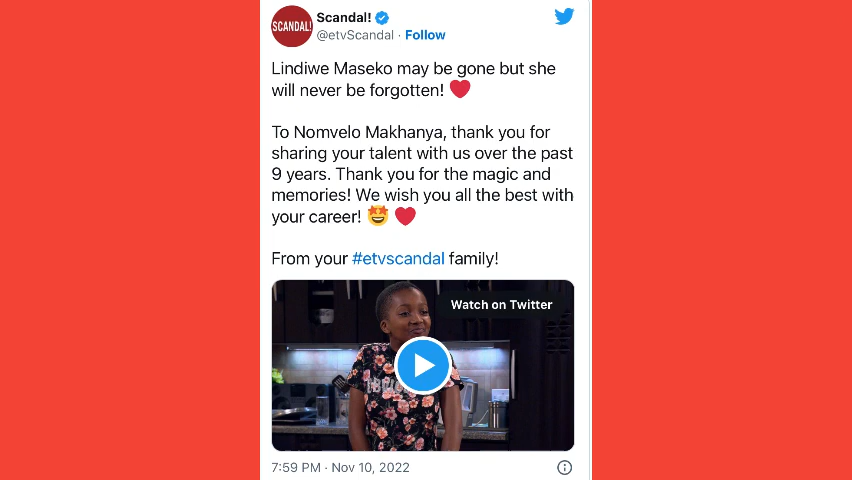 SCANDAL!
Scandal!
@etvScandal · Follow
Lindiwe Maseko may be gone but she
will never be forgotten! ❤️
To Nomvelo Makhanya, thank you for
sharing your talent with us over the past
9 years. Thank you for the magic and
memories! We wish you all the best with
your career! 🤩 ❤️
From your #etvscandal family!
Watch on Twitter
7:59 PM · Nov 10, 2022